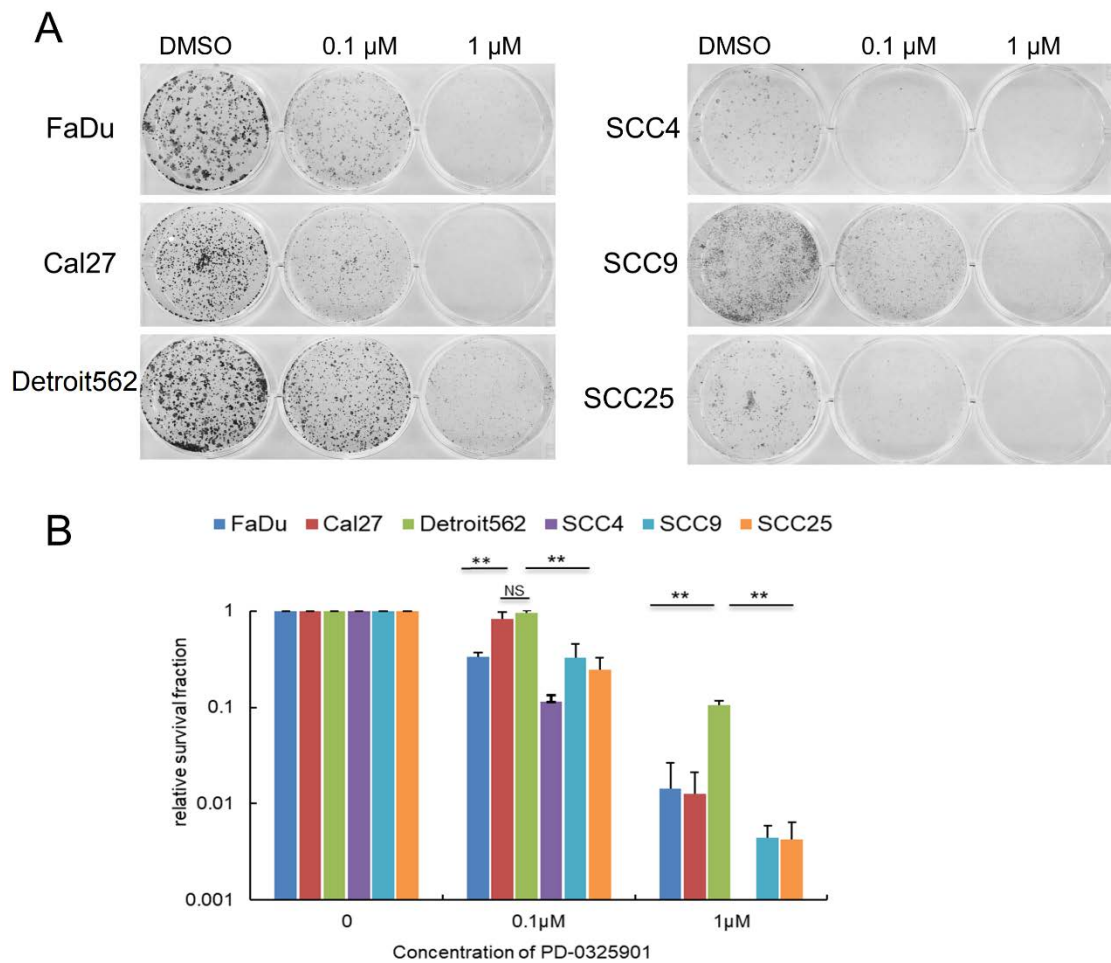 A
DMSO 0.1 µM 1 µM
FaDu
Cal27
Detroit562
DMSO 0.1 µM 1 µM
SCC4
SCC9
SCC25
B
FaDu Cal27 Detroit562 SCC4 SCC9 SCC25
** **
NS
** **
relative survival fraction
1
0.1
0.01
0.001
0 0.1µM 1µM
Concentration of PD-0325901